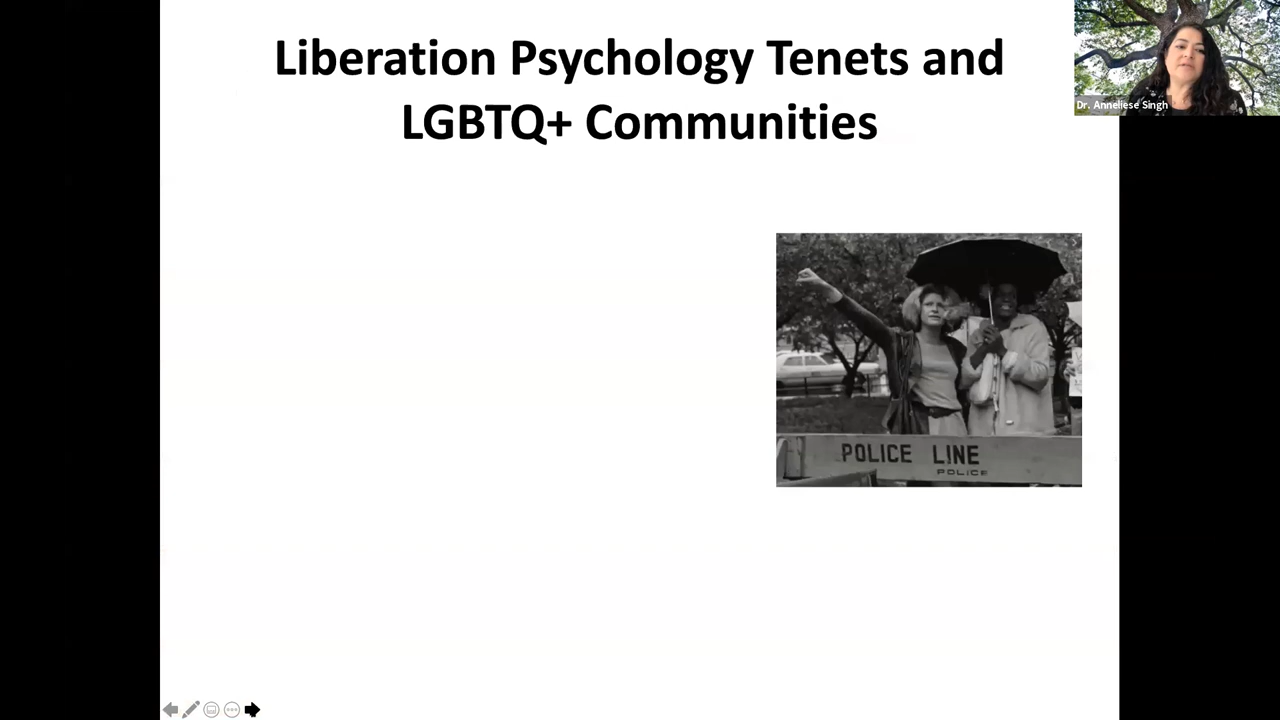 Liberation Psychology Tenets and
LGBTQ+ Communities
Dr. Anneliese Singh
POLICE LINE
POLICE